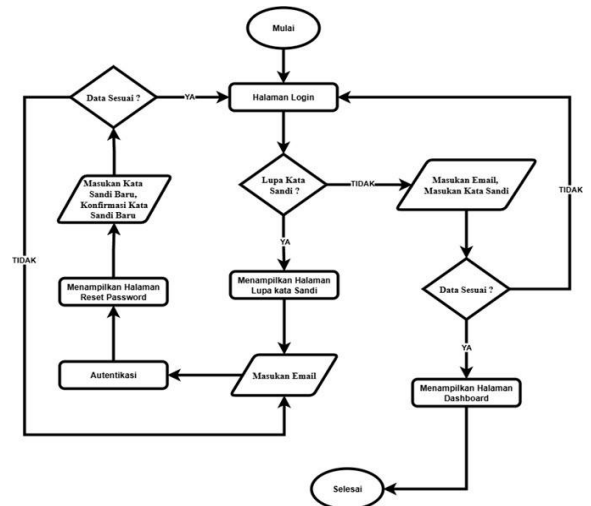 Mulai
Data Sesuai ?
YA
Halaman Login
Lupa Kata
Sandi ?
TIDAK
Masukan Email,
Masukan Kata Sandi
TIDAK
Masukan Kata
Sandi Baru,
Konfirmasi Kata
Sandi Baru
YA
TIDAK
Menampilkan Halaman
Reset Password
Menampilkan Halaman
Lupa kata Sandi
Data Sesuai ?
YA
Autentikasi
Masukan Email
Menampilkan Halaman
Dashboard
Selesai